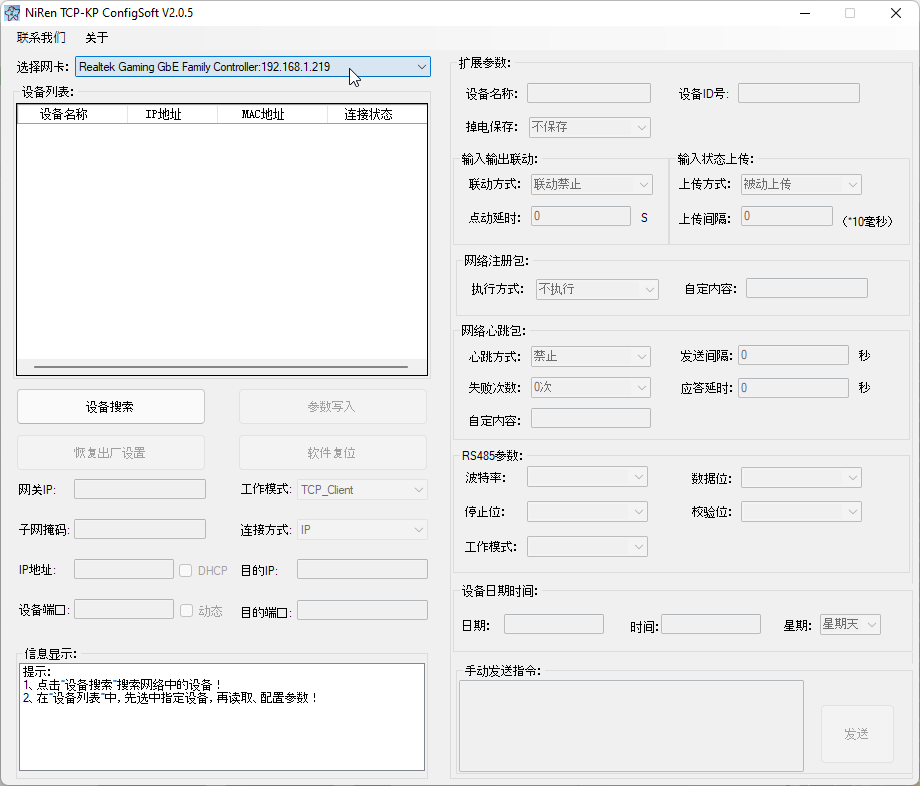 NiRen TCP-KP ConfigSoft V2.0.5
联系我们 关于
选择网卡: Realtek Gaming GbE Family Controller:192.168.1.219
设备列表:
设备名称 IP地址 MAC地址 连接状态
设备搜索 参数写入
恢复出厂设置 软件复位
网关IP: 工作模式: TCP_Client
子网掩码: 连接方式: IP
IP地址: DHCP 目的IP:
设备端口: 动态 目的端口:
信息显示:
提示:
1、点击"设备搜索"搜索网络中的设备！
2、在"设备列表"中, 先选中指定设备, 再读取、配置参数！
扩展参数:
设备名称: 设备ID号:
掉电保存: 不保存
输入输出联动: 输入状态上传:
联动方式: 联动禁止 上传方式: 被动上传
点动延时: 0 S 上传间隔: 0 (*10毫秒)
网络注册包:
执行方式: 不执行 自定内容:
网络心跳包:
心跳方式: 禁止 发送间隔: 0 秒
失败次数: 0次 应答延时: 0 秒
自定内容:
RS485参数:
波特率: 数据位:
停止位: 校验位:
工作模式:
设备日期时间:
日期: 时间: 星期: 星期天
手动发送指令:
发送